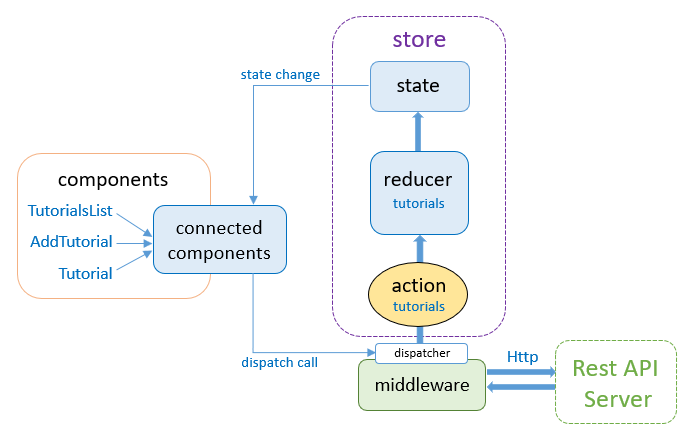 store
state change
state
components
reducer
tutorials
TutorialsList
AddTutorial
Tutorial
connected
components
action
tutorials
dispatch call
dispatcher
middleware
Http
Rest API
Server